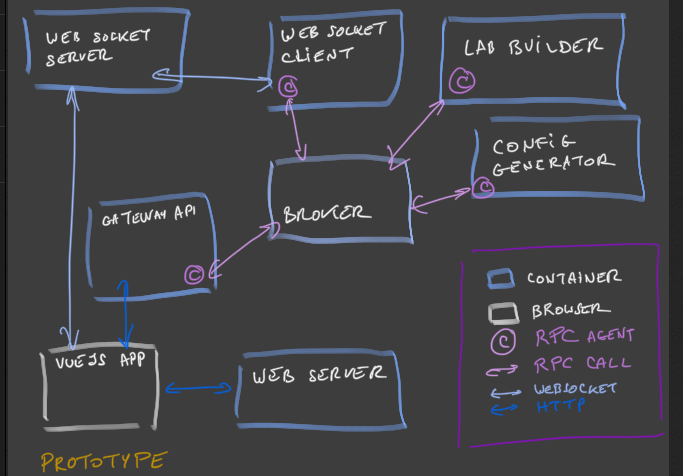 WEB SOCKET
SERVER
WEB SOCKET
CLIENT
C
LAB BUILDER
C
CONFIG
GENERATOR
C
BROKER
GATEWAY API
C
VUEJS APP
WEB SERVER
CONTAINER
BROWSER
C RPC AGENT
RPC CALL
WEBSOCKET
HTTP
PROTOTYPE